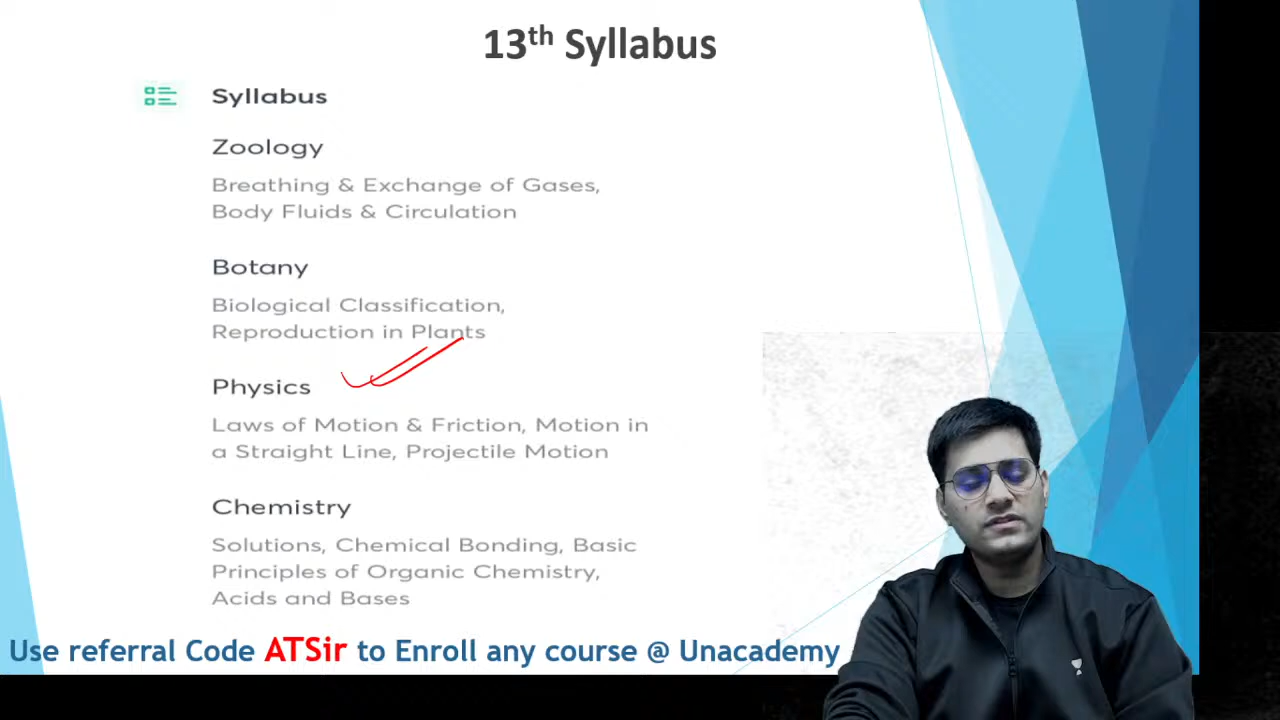 13th Syllabus
Syllabus
Zoology
Breathing & Exchange of Gases,
Body Fluids & Circulation
Botany
Biological Classification,
Reproduction in Plants
Physics
Laws of Motion & Friction, Motion in
a Straight Line, Projectile Motion
Chemistry
Solutions, Chemical Bonding, Basic
Principles of Organic Chemistry,
Acids and Bases
Use referral Code ATSir to Enroll any course @ Unacademy